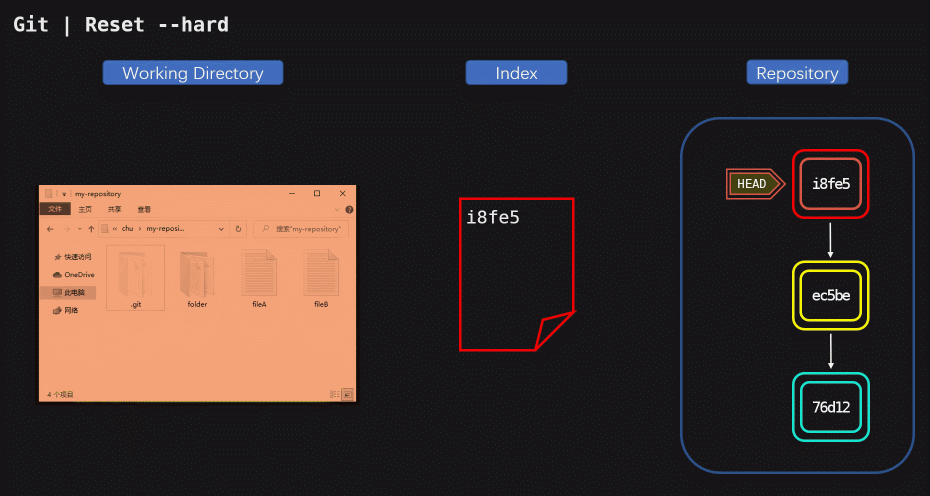 Git | Reset --hard
Working Directory
Index
Repository
my-repository
文件 主页 共享 查看
« chu › my-reposi...
搜索"my-repository"
快速访问
OneDrive
此电脑
网络
.git
folder
fileA
fileB
4 个项目
i8fe5
HEAD
i8fe5
ec5be
76d12